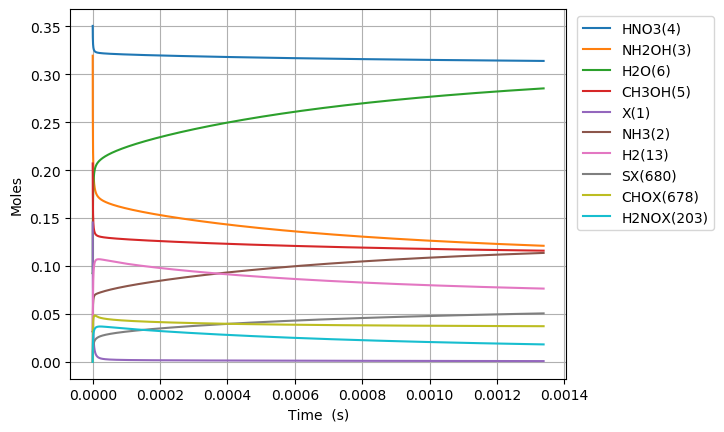 0.35
0.30
0.25
0.20
0.15
0.10
0.05
0.00
Moles
0.0000 0.0002 0.0004 0.0006 0.0008 0.0010 0.0012 0.0014
Time (s)
HNO3(4)
NH2OH(3)
H2O(6)
CH3OH(5)
X(1)
NH3(2)
H2(13)
SX(680)
CHOX(678)
H2NOX(203)